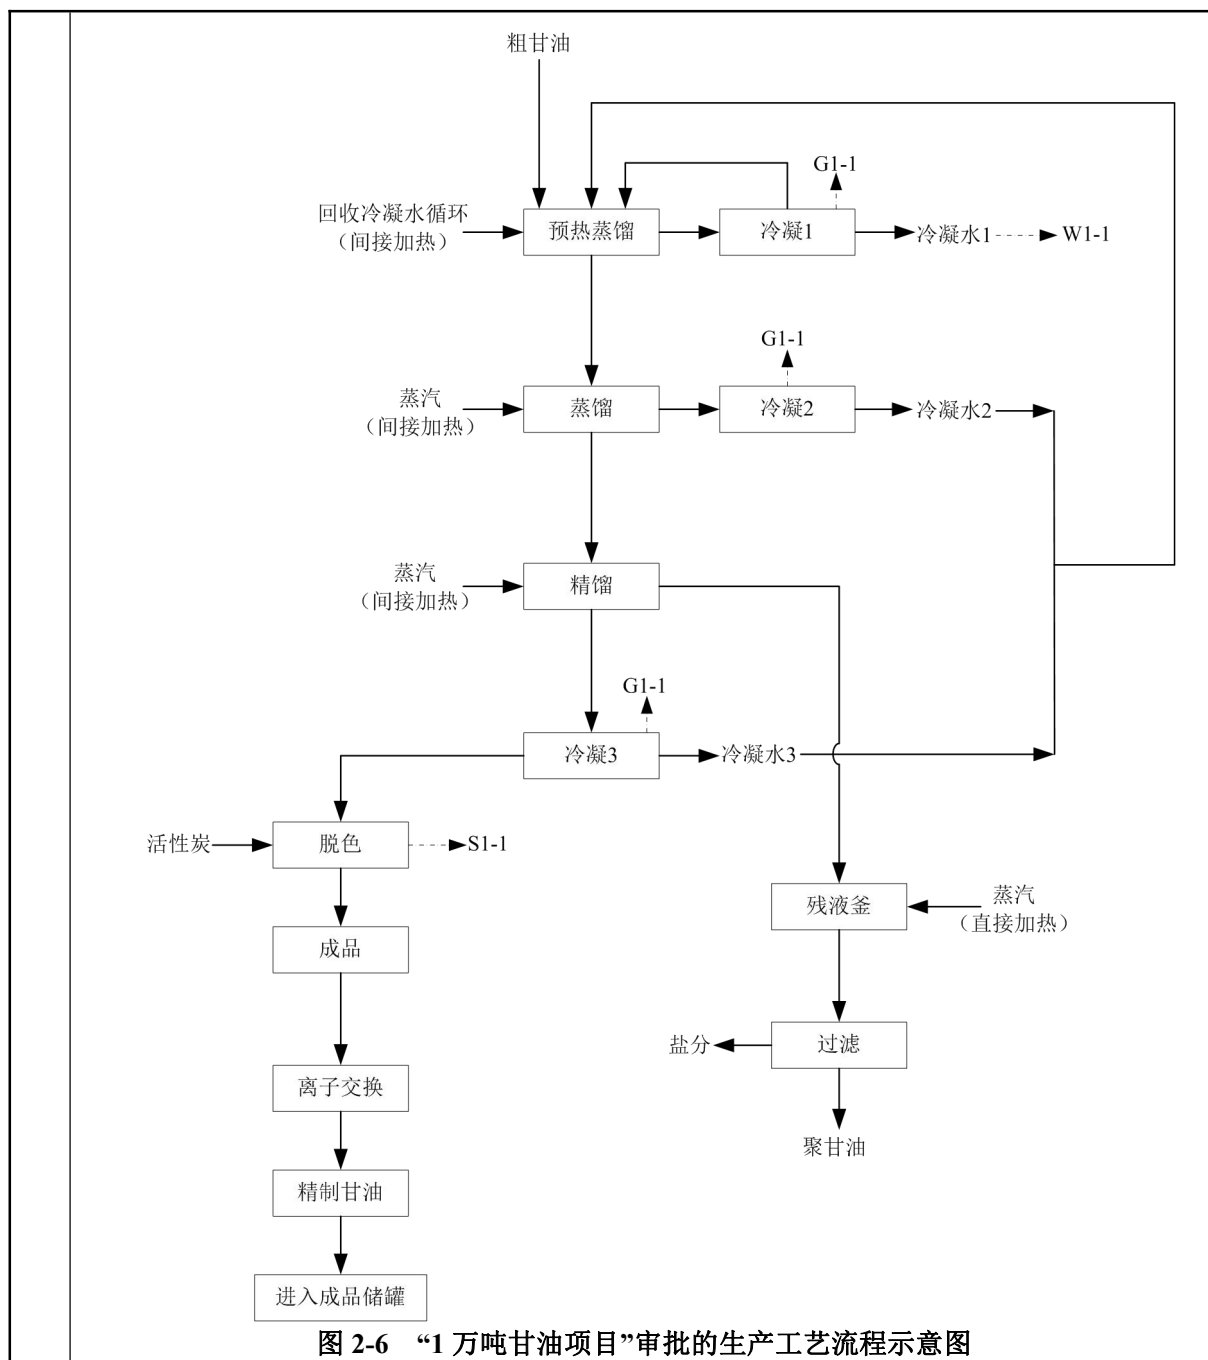 粗甘油
G1-1
回收冷凝水循环
（间接加热）
预热蒸馏
冷凝1
冷凝水1
W1-1
G1-1
蒸汽
（间接加热）
蒸馏
冷凝2
冷凝水2
蒸汽
（间接加热）
精馏
G1-1
冷凝3
冷凝水3
活性炭
脱色
S1-1
残液釜
蒸汽
（直接加热）
成品
盐分
过滤
离子交换
聚甘油
精制甘油
进入成品储罐
图 2-6 “1 万吨甘油项目”审批的生产工艺流程示意图